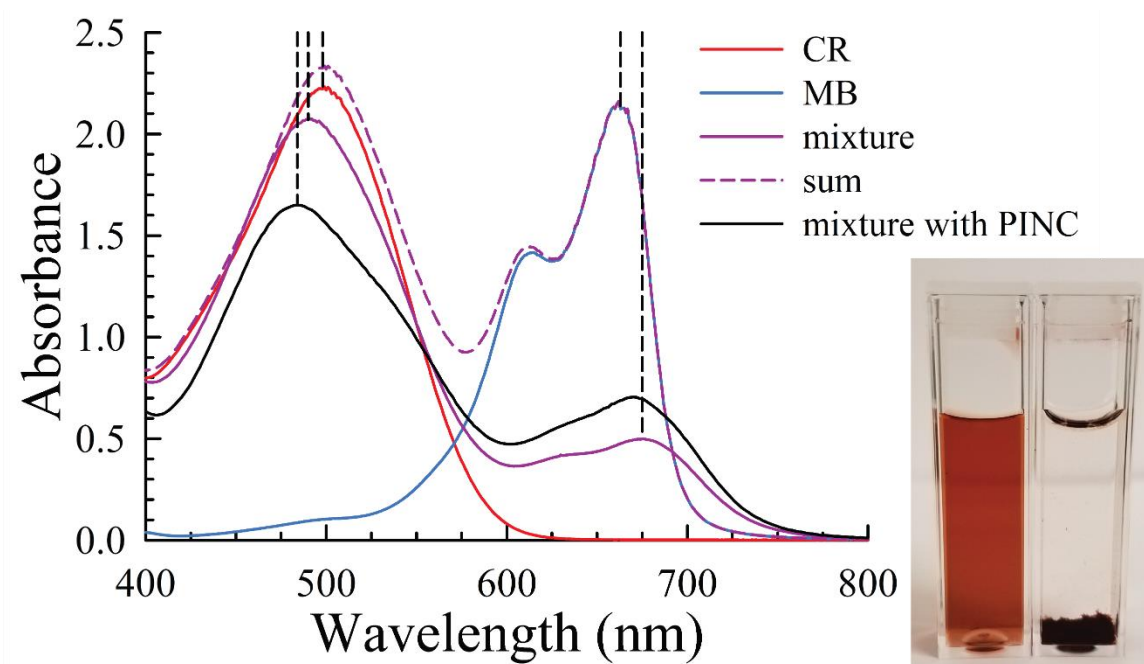 2.5
2.0
1.5
1.0
0.5
0.0
Absorbance
400
500
600
700
800
Wavelength (nm)
CR
MB
mixture
sum
mixture with PINC